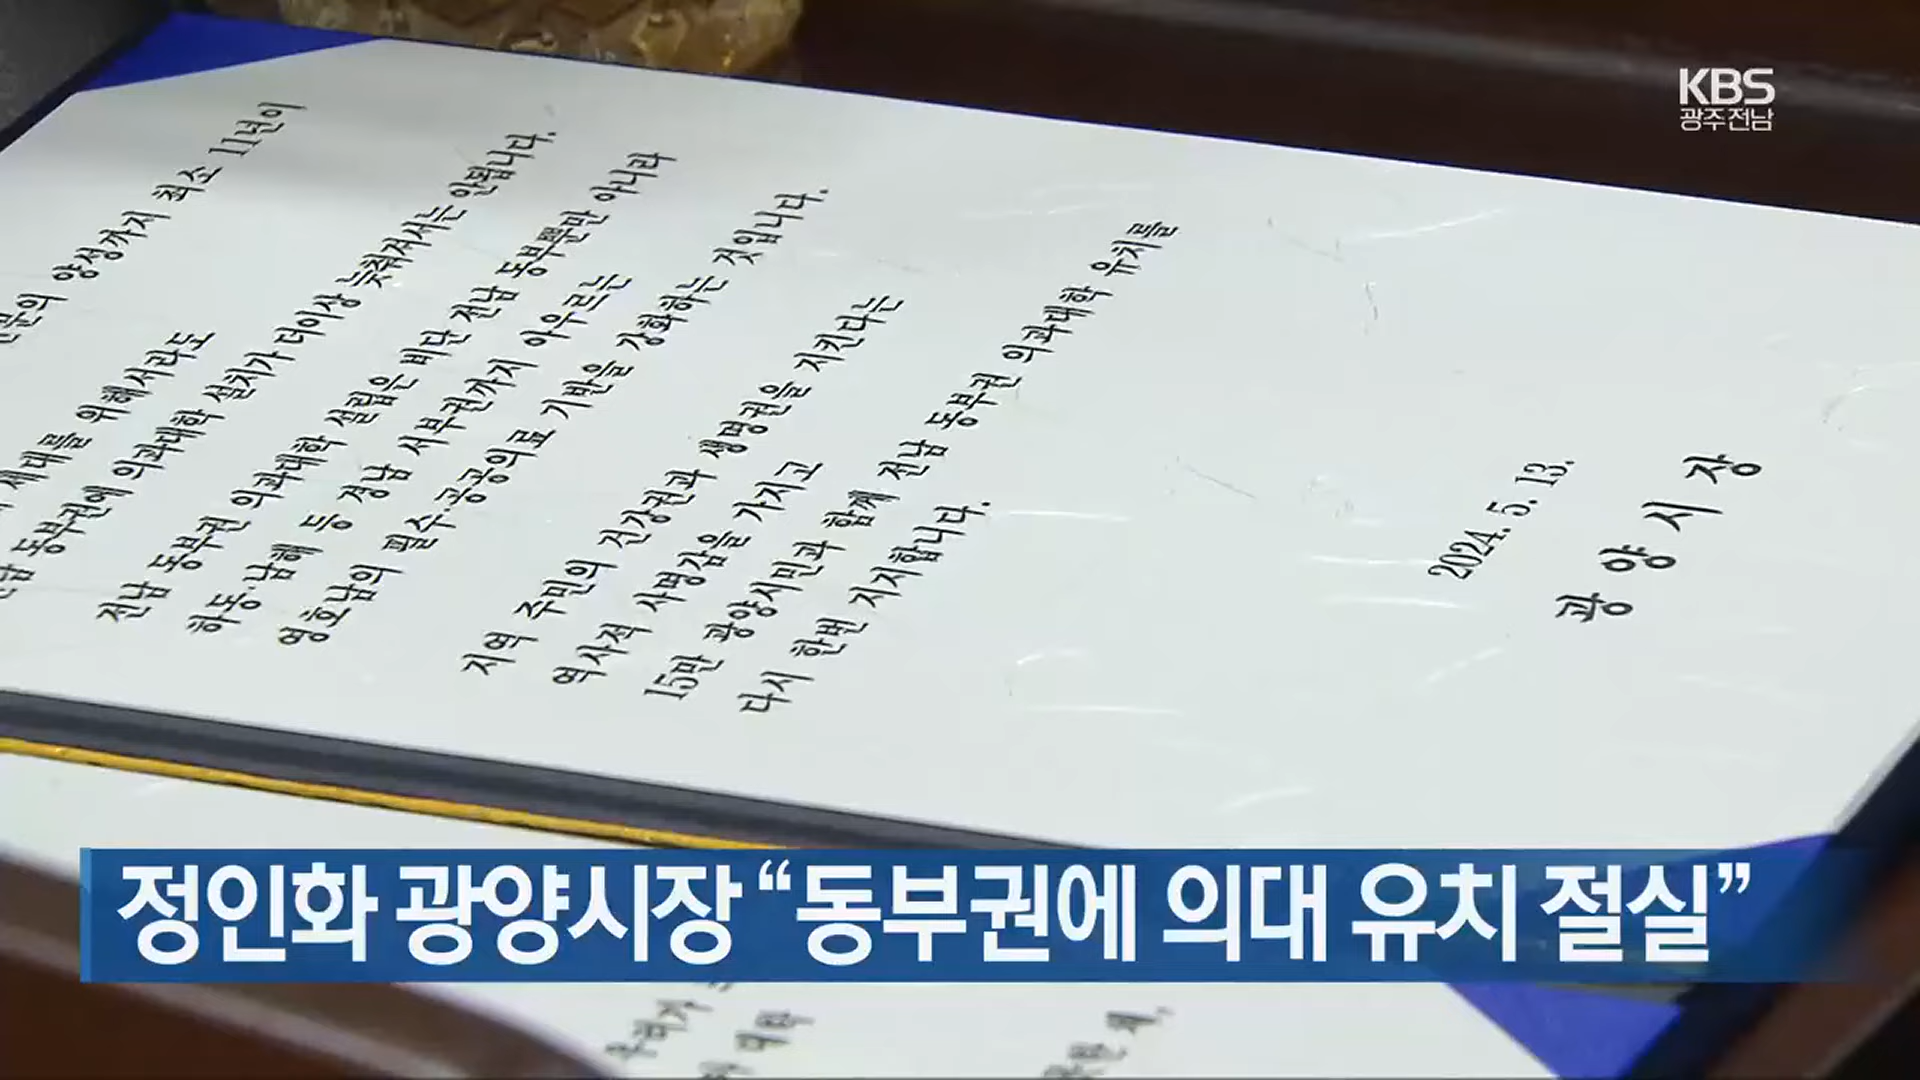 KBS
광주전남
양성까지 최소 11년이
세대를 위해서라도
동부권에 의과대학 설치가 더이상 늦춰져서는 안됩니다.
전남 동부권 의과대학 설립은 비단 전남 동부뿐만 아니라
하동·남해 등 경남 서부권까지 아우르는
영호남의 필수·공공의료 기반을 강화하는 것입니다.
지역 주민의 건강권과 생명권을 지킨다는
역사적 사명감을 가지고
15만 광양시민과 함께 전남 동부권 의과대학 유치를
다시 한번 지지합니다.
2024. 5. 13.
광양시장
정인화 광양시장 “동부권에 의대 유치 절실”
우리가